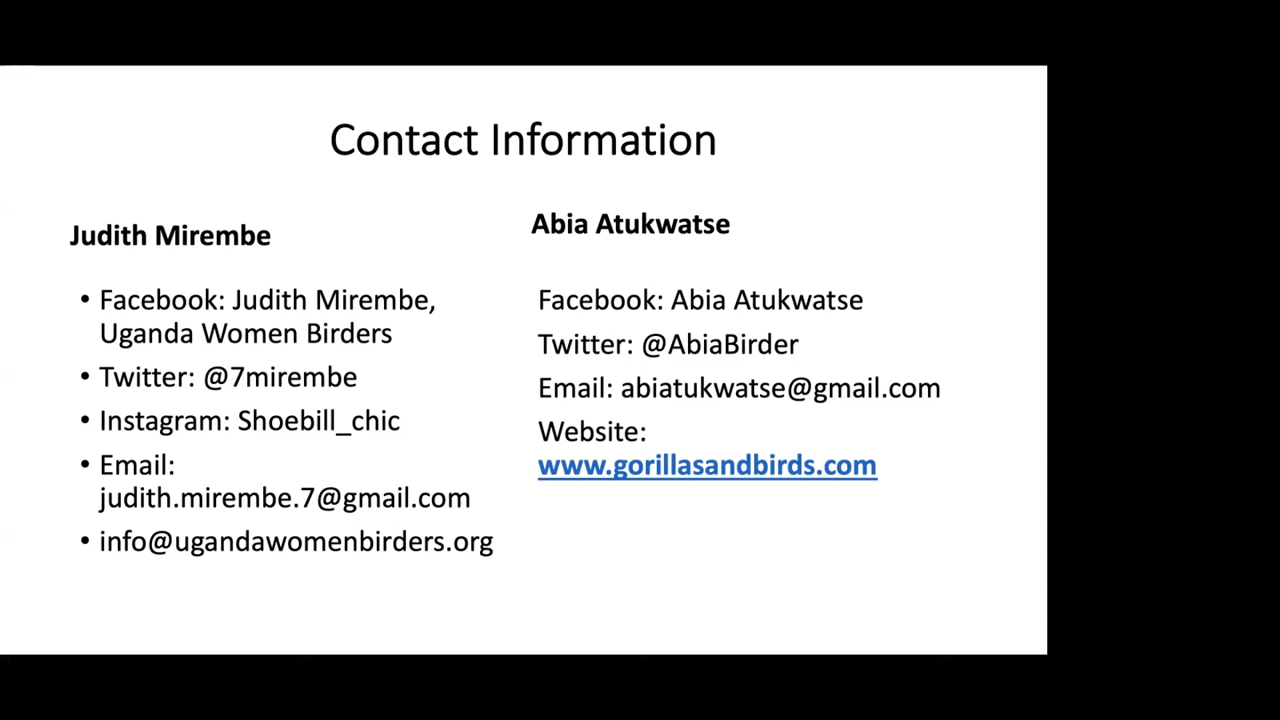 Contact Information
Judith Mirembe
• Facebook: Judith Mirembe,
Uganda Women Birders
• Twitter: @7mirembe
• Instagram: Shoebill_chic
• Email:
judith.mirembe.7@gmail.com
• info@ugandawomenbirders.org
Abia Atukwatse
Facebook: Abia Atukwatse
Twitter: @AbiaBirder
Email: abiatukwatse@gmail.com
Website:
www.gorillasandbirds.com